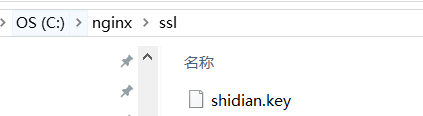 OS (C:) > nginx > ssl
名称
shidian.key